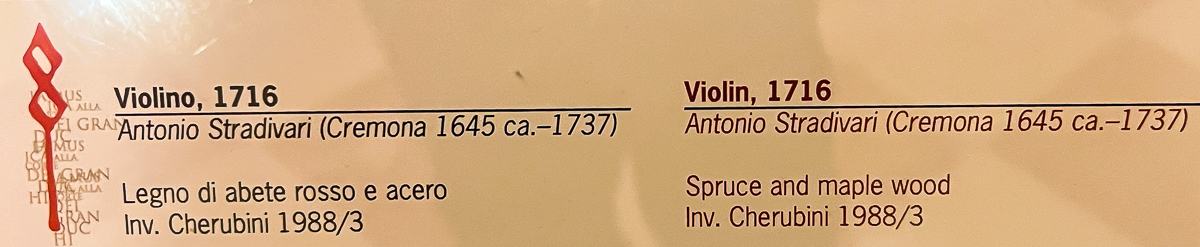 Violino, 1716
Antonio Stradivari (Cremona 1645 ca.–1737)
Legno di abete rosso e acero
Inv. Cherubini 1988/3
Violin, 1716
Antonio Stradivari (Cremona 1645 ca.–1737)
Spruce and maple wood
Inv. Cherubini 1988/3